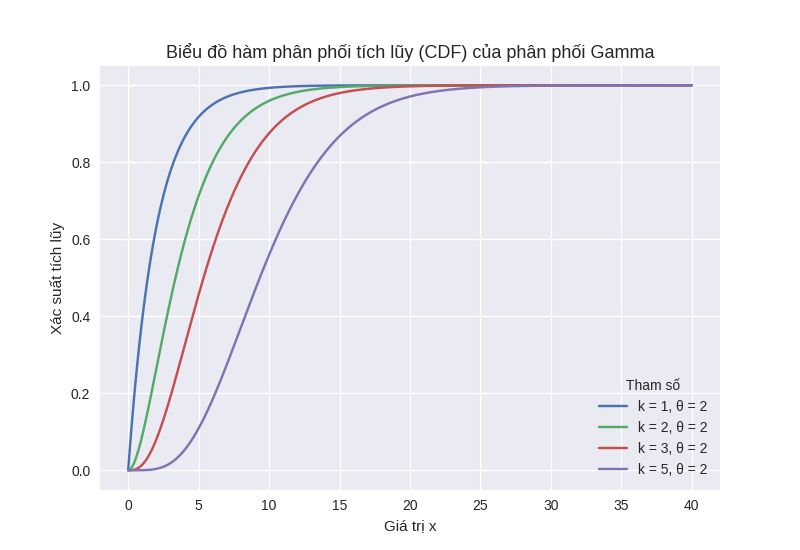 Biểu đồ hàm phân phối tích lũy (CDF) của phân phối Gamma
Xác suất tích lũy
1.0
0.8
0.6
0.4
0.2
0.0
0 5 10 15 20 25 30 35 40
Giá trị x
Tham số
k = 1, θ = 2
k = 2, θ = 2
k = 3, θ = 2
k = 5, θ = 2